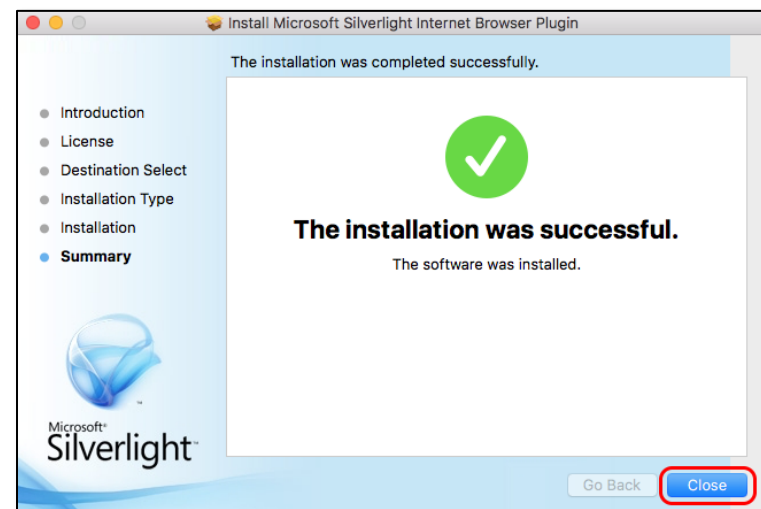 Install Microsoft Silverlight Internet Browser Plugin
The installation was completed successfully.
Introduction
License
Destination Select
Installation Type
Installation
Summary
The installation was successful.
The software was installed.
Microsoft®
Silverlight™
Go Back
Close